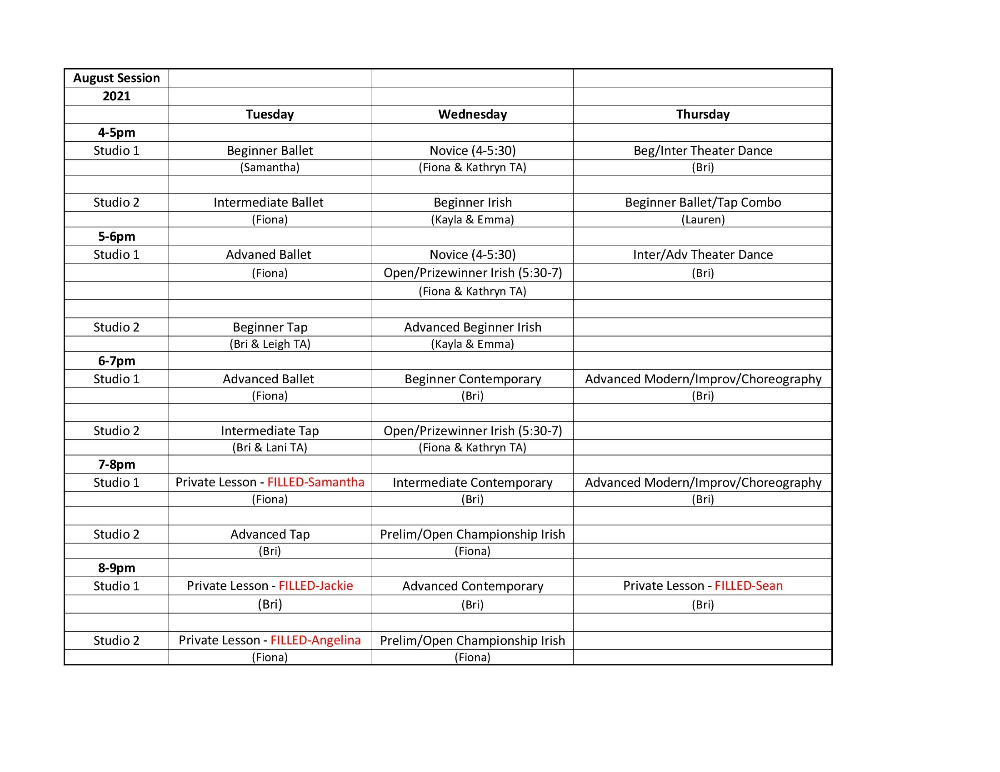 August Session
2021
Tuesday Wednesday Thursday
4-5pm
Studio 1 Beginner Ballet Novice (4-5:30) Beg/Inter Theater Dance
(Samantha) (Fiona & Kathryn TA) (Bri)
Studio 2 Intermediate Ballet Beginner Irish Beginner Ballet/Tap Combo
(Fiona) (Kayla & Emma) (Lauren)
5-6pm
Studio 1 Advaned Ballet Novice (4-5:30) Inter/Adv Theater Dance
(Fiona) Open/Prizewinner Irish (5:30-7) (Bri)
(Fiona & Kathryn TA)
Studio 2 Beginner Tap Advanced Beginner Irish
(Bri & Leigh TA) (Kayla & Emma)
6-7pm
Studio 1 Advanced Ballet Beginner Contemporary Advanced Modern/Improv/Choreography
(Fiona) (Bri) (Bri)
Studio 2 Intermediate Tap Open/Prizewinner Irish (5:30-7)
(Bri & Lani TA) (Fiona & Kathryn TA)
7-8pm
Studio 1 Private Lesson - FILLED-Samantha Intermediate Contemporary Advanced Modern/Improv/Choreography
(Fiona) (Bri) (Bri)
Studio 2 Advanced Tap Prelim/Open Championship Irish
(Bri) (Fiona)
8-9pm
Studio 1 Private Lesson - FILLED-Jackie Advanced Contemporary Private Lesson - FILLED-Sean
(Bri) (Bri) (Bri)
Studio 2 Private Lesson - FILLED-Angelina Prelim/Open Championship Irish
(Fiona) (Fiona)